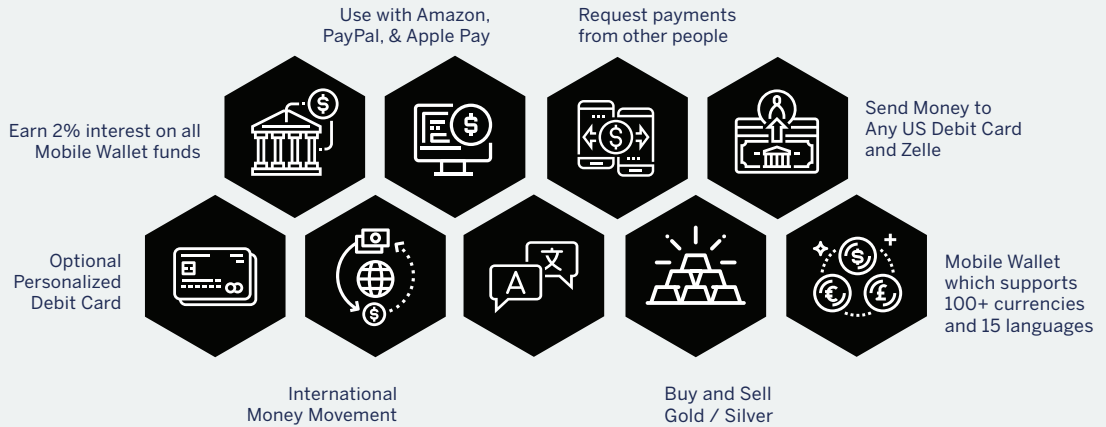 Use with Amazon,
PayPal, & Apple Pay
Request payments
from other people
Earn 2% interest on all
Mobile Wallet funds
$
$
$
Send Money to
Any US Debit Card
and Zelle
Optional
Personalized
Debit Card
$
A
文
$
€
£
Mobile Wallet
which supports
100+ currencies
and 15 languages
International
Money Movement
Buy and Sell
Gold / Silver